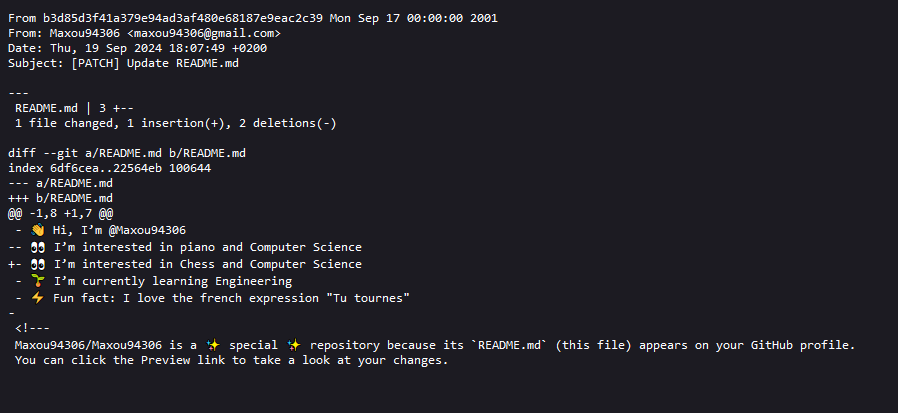 From b3d85d3f41a379e94ad3af480e68187e9eac2c39 Mon Sep 17 00:00:00 2001
From: Maxou94306 <maxou94306@gmail.com>
Date: Thu, 19 Sep 2024 18:07:49 +0200
Subject: [PATCH] Update README.md

---
 README.md | 3 +--
 1 file changed, 1 insertion(+), 2 deletions(-)

diff --git a/README.md b/README.md
index 6df6cea..22564eb 100644
--- a/README.md
+++ b/README.md
@@ -1,8 +1,7 @@
 - 👋 Hi, I’m @Maxou94306
-- 👀 I’m interested in piano and Computer Science
+- 👀 I’m interested in Chess and Computer Science
 - 🌱 I’m currently learning Engineering
 - ⚡ Fun fact: I love the french expression "Tu tournes"
-
 <!---
 Maxou94306/Maxou94306 is a ✨ special ✨ repository because its `README.md` (this file) appears on your GitHub profile.
 You can click the Preview link to take a look at your changes.